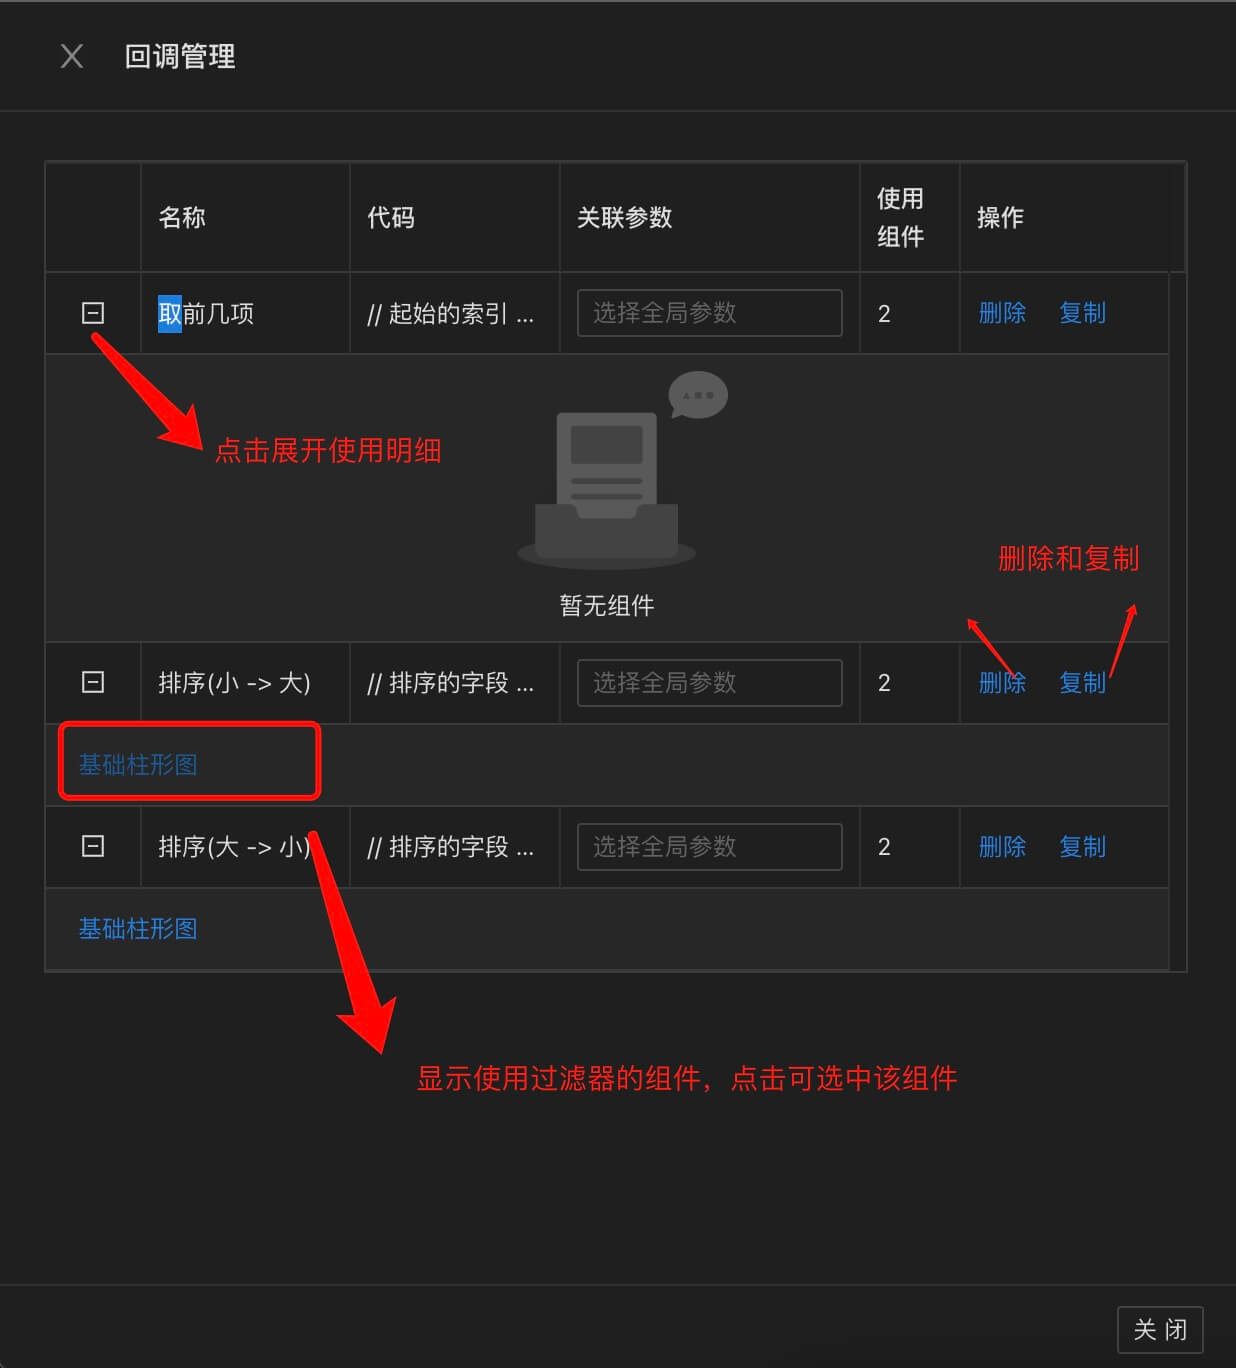 回调管理
名称
代码
关联参数
使用
组件
操作
取前几项
// 起始的索引 ...
选择全局参数
2
删除
复制
点击展开使用明细
删除和复制
暂无组件
排序(小 -> 大)
// 排序的字段 ...
选择全局参数
2
删除
复制
基础柱形图
排序(大 -> 小)
// 排序的字段 ...
选择全局参数
2
删除
复制
基础柱形图
显示使用过滤器的组件，点击可选中该组件
关 闭